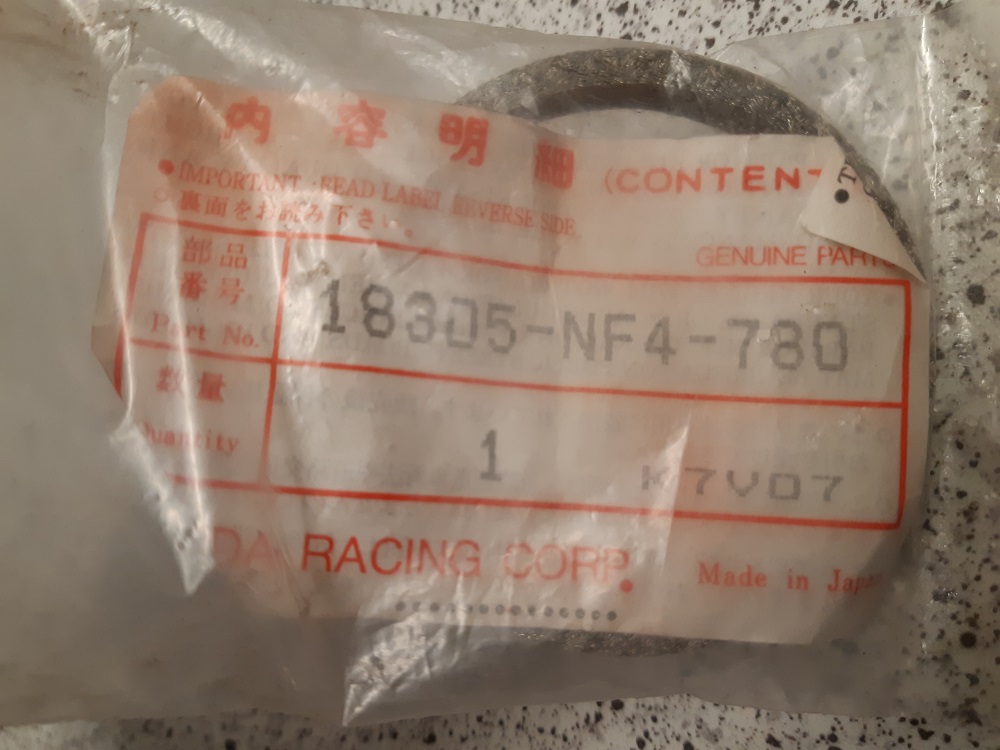 内容明細 (CONTENT
●IMPORTANT. READ LABEL REVERSE SIDE.
○裏面をお読み下さい。
GENUINE PARTS
部品
番号
Part No.
18305-NF4-780
数量
Quantity
1
K7V07
DA RACING CORP.
Made in Japan